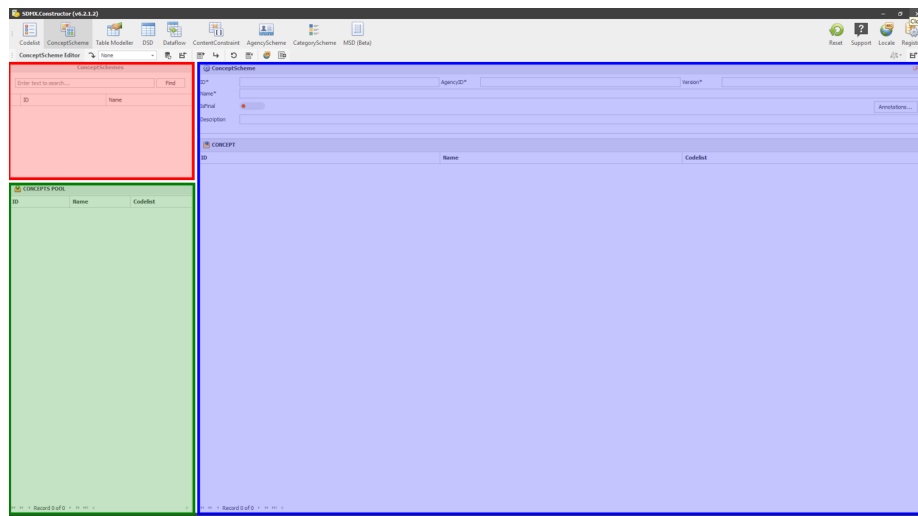 SDMX.Constructor (v6.2.1.2)
Codelist ConceptScheme Table Modeller DSD Dataflow ContentConstraint AgencyScheme CategoryScheme MSD (Beta) Reset Support Locale Regist
ConceptScheme Editor None
ConceptSchemes
Enter text to search... Find
ID Name
ConceptScheme
ID* AgencyID* Version*
Name*
IsFinal Annotations...
Description
CONCEPT
ID Name Codelist
CONCEPTS POOL
ID Name Codelist
Record 0 of 0
Record 0 of 0